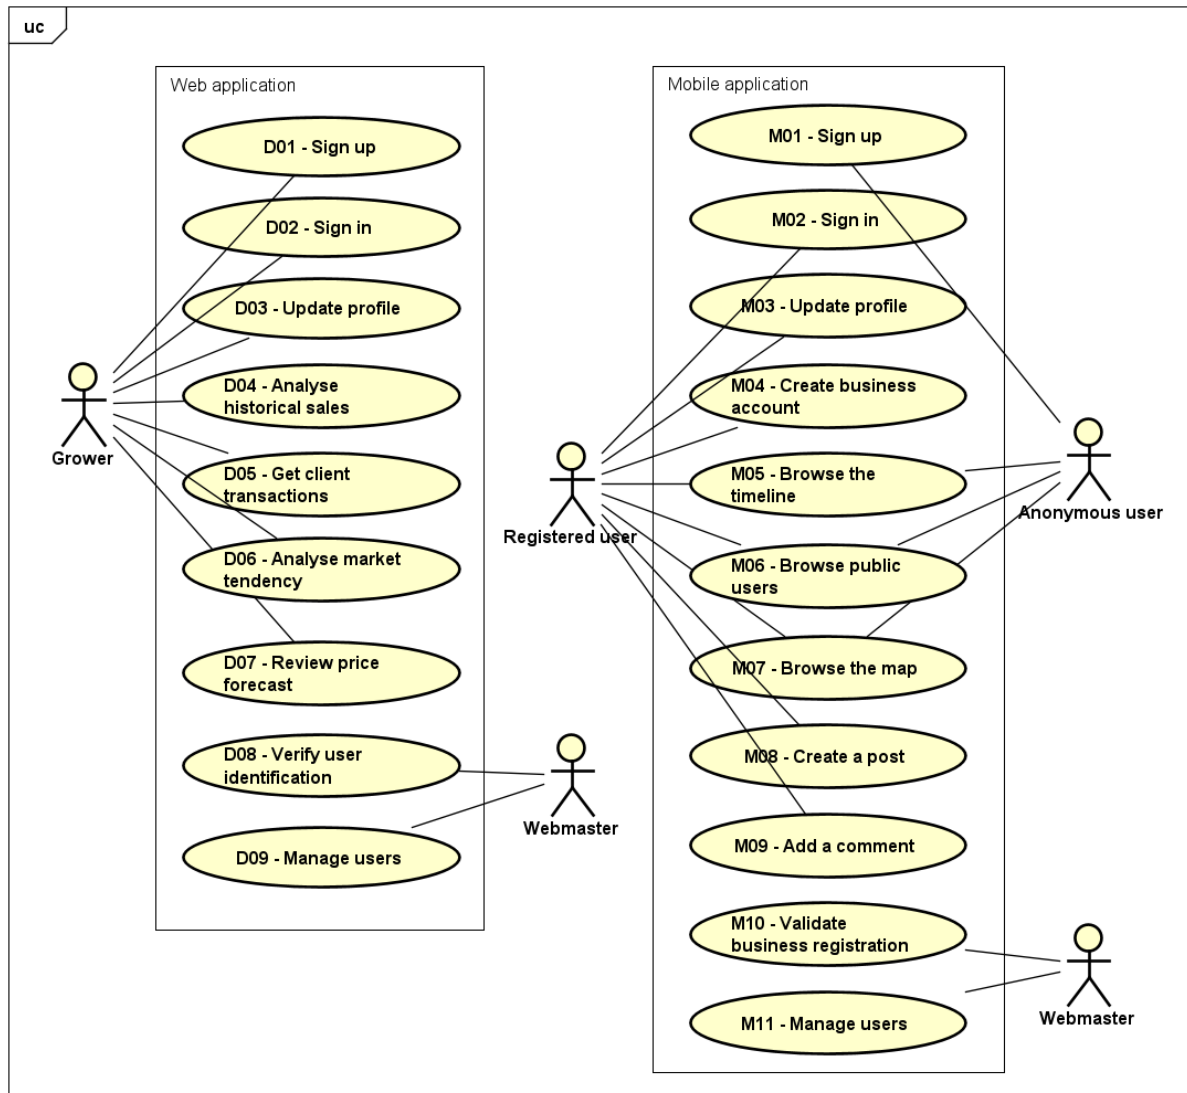 uc
Web application
D01 - Sign up
D02 - Sign in
D03 - Update profile
D04 - Analyse
historical sales
D05 - Get client
transactions
D06 - Analyse market
tendency
D07 - Review price
forecast
D08 - Verify user
identification
D09 - Manage users
Grower
Webmaster
Mobile application
M01 - Sign up
M02 - Sign in
M03 - Update profile
M04 - Create business
account
M05 - Browse the
timeline
M06 - Browse public
users
M07 - Browse the map
M08 - Create a post
M09 - Add a comment
M10 - Validate
business registration
M11 - Manage users
Registered user
Anonymous user
Webmaster